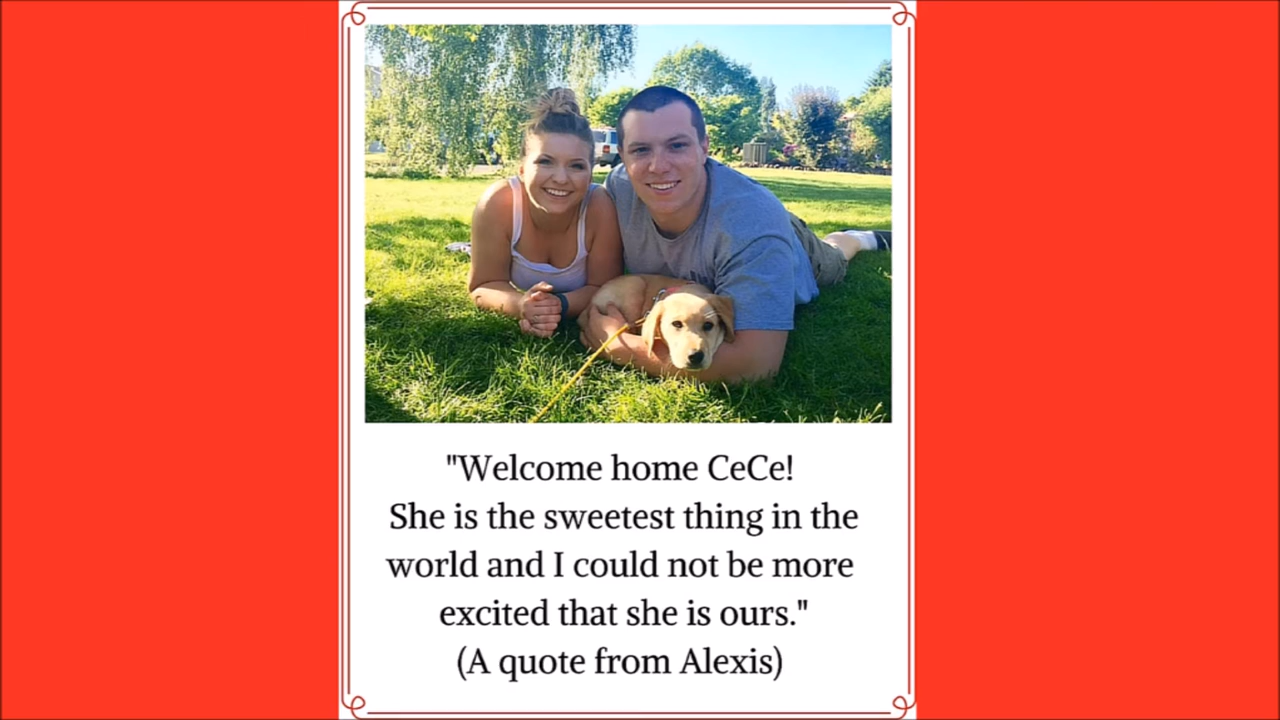 "Welcome home CeCe!
She is the sweetest thing in the
world and I could not be more
excited that she is ours."
(A quote from Alexis)